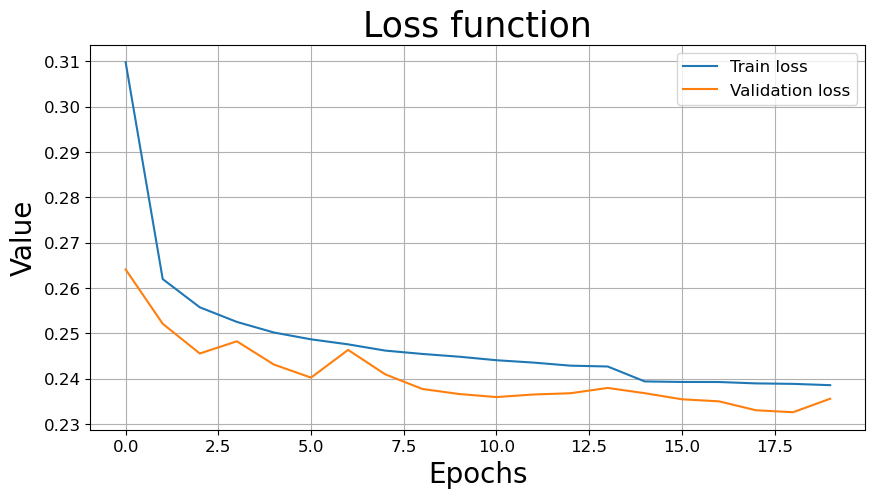 Loss function
Train loss
Validation loss
Value
0.31
0.30
0.29
0.28
0.27
0.26
0.25
0.24
0.23
0.0 2.5 5.0 7.5 10.0 12.5 15.0 17.5
Epochs